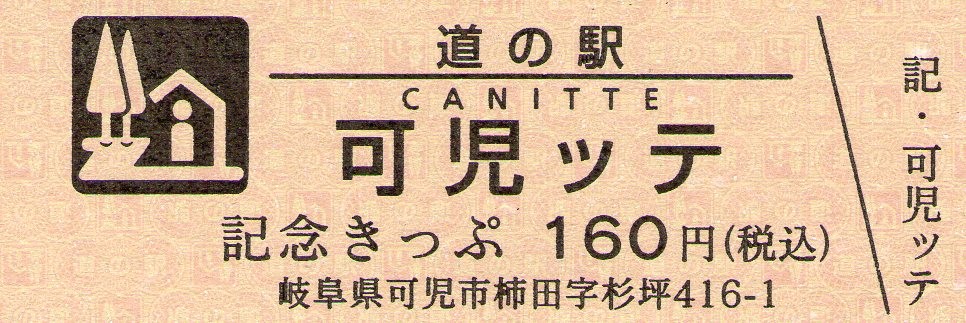 道の駅
CANITTE
可児ッテ
記念きっぷ 160円(税込)
岐阜県可児市柿田字杉坪416-1
記・可児ッテ